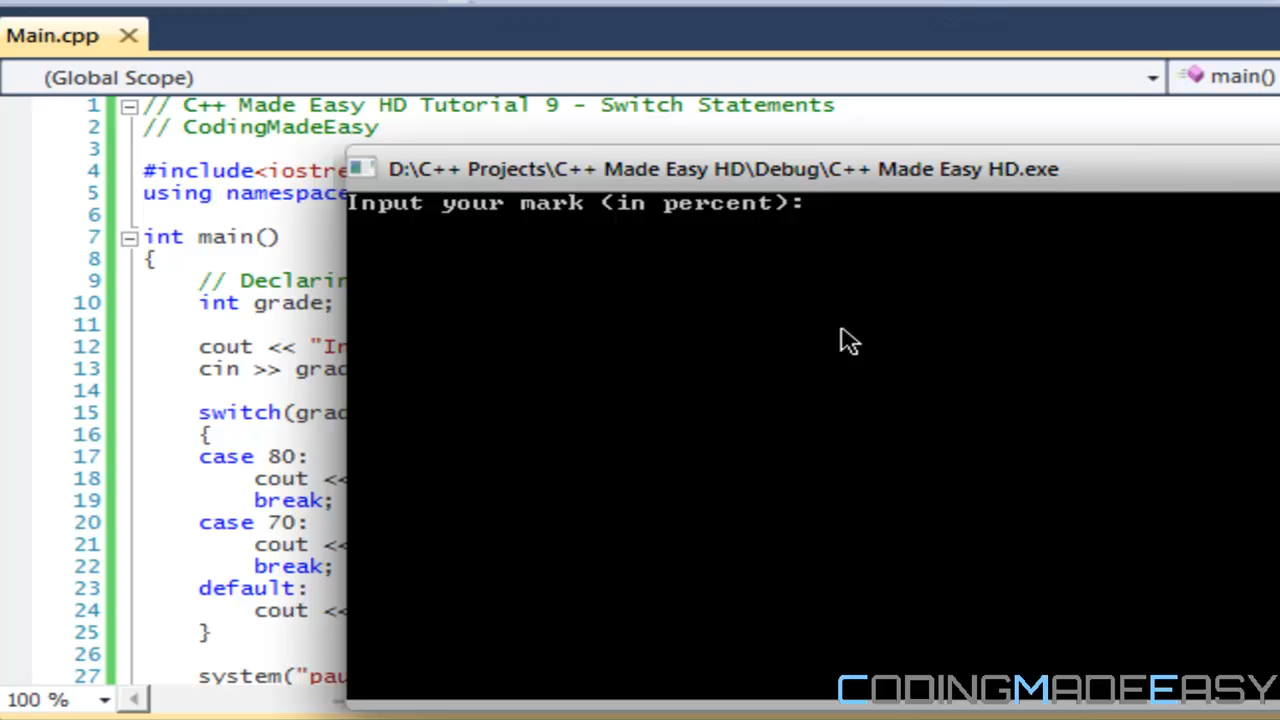 Main.cpp
(Global Scope)
main()
1 // C++ Made Easy HD Tutorial 9 - Switch Statements
2 // CodingMadeEasy
3
4 #include<iostre
5 using namespace
6
7 int main()
8 {
9 // Declarin
10 int grade;
11
12 cout << "In
13 cin >> grad
14
15 switch(grad
16 {
17 case 80:
18 cout <<
19 break;
20 case 70:
21 cout <<
22 break;
23 default:
24 cout <<
25 }
26
27 system("pau
100 %
D:\C++ Projects\C++ Made Easy HD\Debug\C++ Made Easy HD.exe
Input your mark (in percent):
CODINGMADEEASY